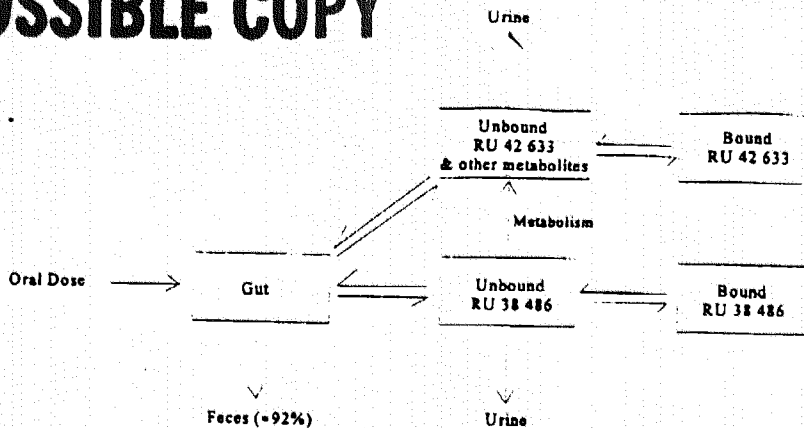 OSSIBLE COPY
Urine
Unbound
RU 42 633
& other metabolites
Bound
RU 42 633
Metabolism
Oral Dose
Gut
Unbound
RU 38 486
Bound
RU 38 486
Feces (≈92%)
Urine